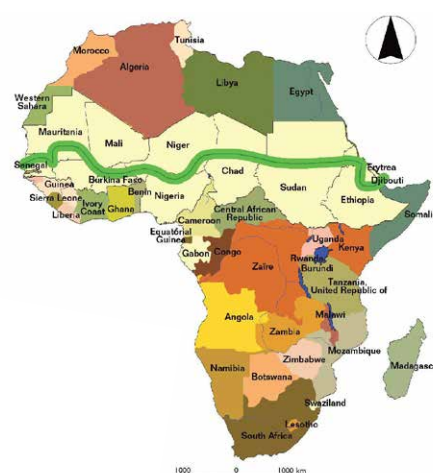 Tunisia
Morocco
Algeria
Libya
Egypt
Western
Sahara
Mauritania
Mali
Niger
Chad
Sudan
Erytrea
Djibouti
Senegal
Burkina Faso
Guinea
Benin
Nigeria
Ethiopia
Sierra Leone
Ivory
Coast
Ghana
Liberia
Cameroon
Central African
Republic
Somali
Equatorial
Guinea
Uganda
Kenya
Gabon
Congo
Zaire
Rwanda
Burundi
Tanzania,
United Republic of
Angola
Malawi
Zambia
Mozambique
Zimbabwe
Madagasc
Namibia
Botswana
Swaziland
Lesotho
South Africa
1000 0 1000 km